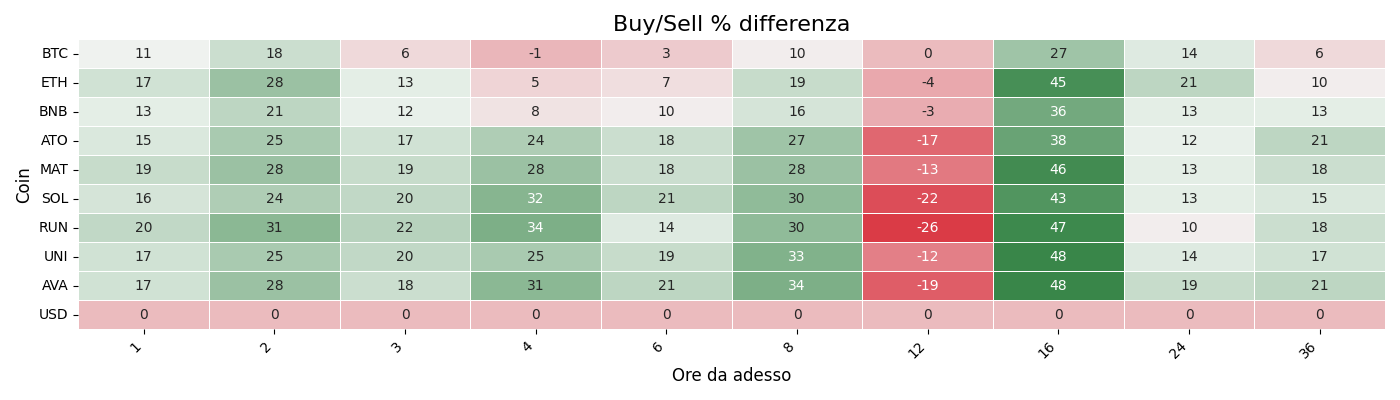 Buy/Sell % differenza
BTC 11 18 6 -1 3 10 0 27 14 6
ETH 17 28 13 5 7 19 -4 45 21 10
BNB 13 21 12 8 10 16 -3 36 13 13
ATO 15 25 17 24 18 27 -17 38 12 21
MAT 19 28 19 28 18 28 -13 46 13 18
SOL 16 24 20 32 21 30 -22 43 13 15
RUN 20 31 22 34 14 30 -26 47 10 18
UNI 17 25 20 25 19 33 -12 48 14 17
AVA 17 28 18 31 21 34 -19 48 19 21
USD 0 0 0 0 0 0 0 0 0 0
Coin
1 2 3 4 6 8 12 16 24 36
Ore da adesso